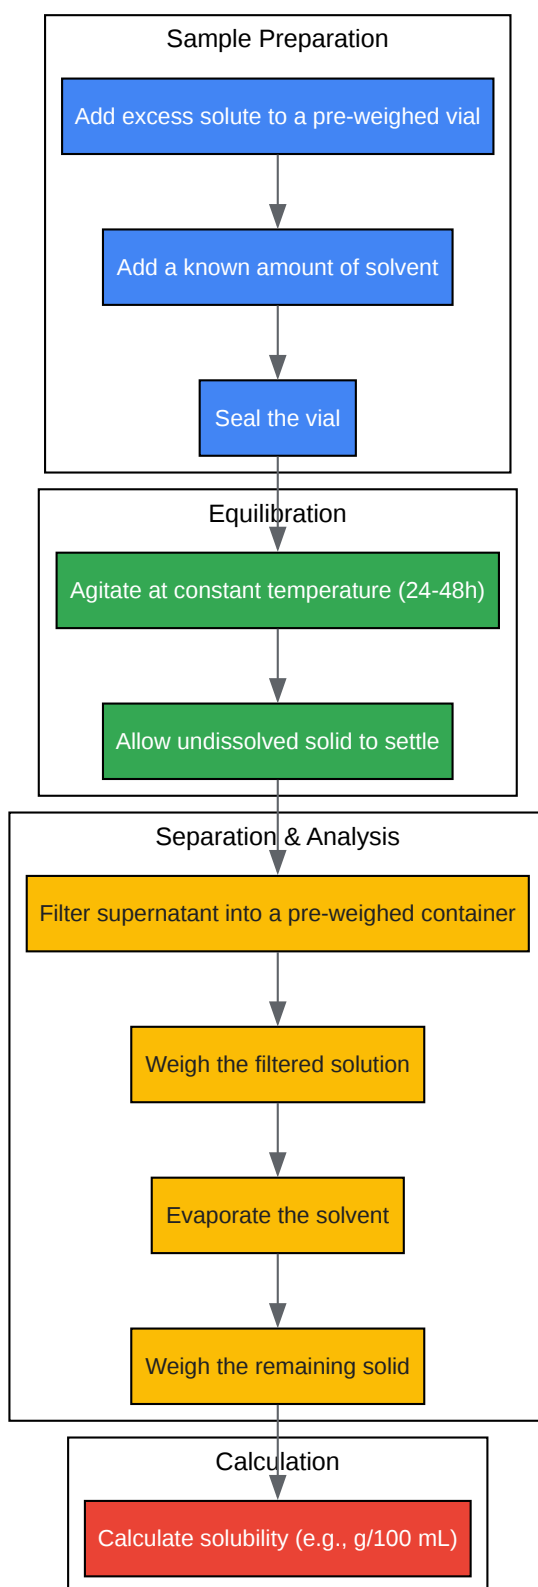 Sample Preparation
Add excess solute to a pre-weighed vial
Add a known amount of solvent
Seal the vial
Equilibration
Agitate at constant temperature (24-48h)
Allow undissolved solid to settle
Separation & Analysis
Filter supernatant into a pre-weighed container
Weigh the filtered solution
Evaporate the solvent
Weigh the remaining solid
Calculation
Calculate solubility (e.g., g/100 mL)